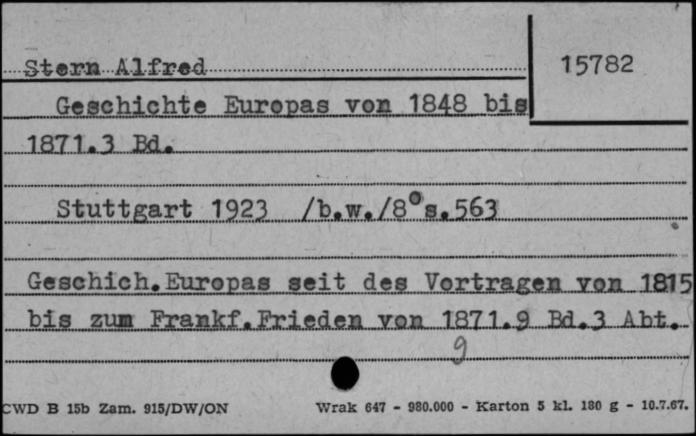 Stern Alfred
15782
Geschichte Europas von 1848 bis
1871.3 Bd.
Stuttgart 1923 /b.w./8° s.563
Geschich.Europas seit des Vortragen von 1815
bis zum Frankf.Frieden von 1871.9 Bd.3 Abt.
9
CWD B 15b Zam. 915/DW/ON
Wrak 647 - 980.000 - Karton 5 kl. 180 g - 10.7.67.